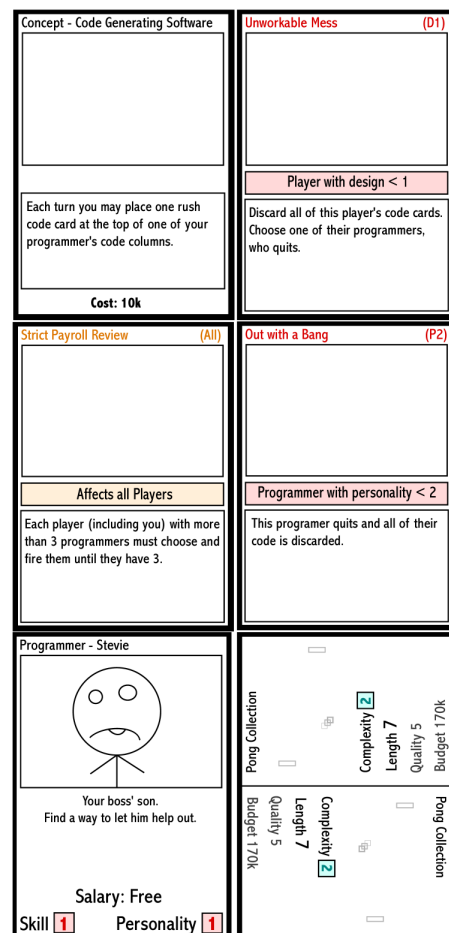 Concept - Code Generating Software
Each turn you may place one rush
code card at the top of one of your
programmer's code columns.
Cost: 10k
Unworkable Mess (D1)
Player with design < 1
Discard all of this player's code cards.
Choose one of their programmers,
who quits.
Strict Payroll Review (All)
Affects all Players
Each player (including you) with more
than 3 programmers must choose and
fire them until they have 3.
Out with a Bang (P2)
Programmer with personality < 2
This programer quits and all of their
code is discarded.
Programmer - Stevie
Your boss' son.
Find a way to let him help out.
Salary: Free
Skill 1 Personality 1
Pong Collection
Complexity 2
Length 7
Quality 5
Budget 170k
Pong Collection
Complexity 2
Length 7
Quality 5
Budget 170k